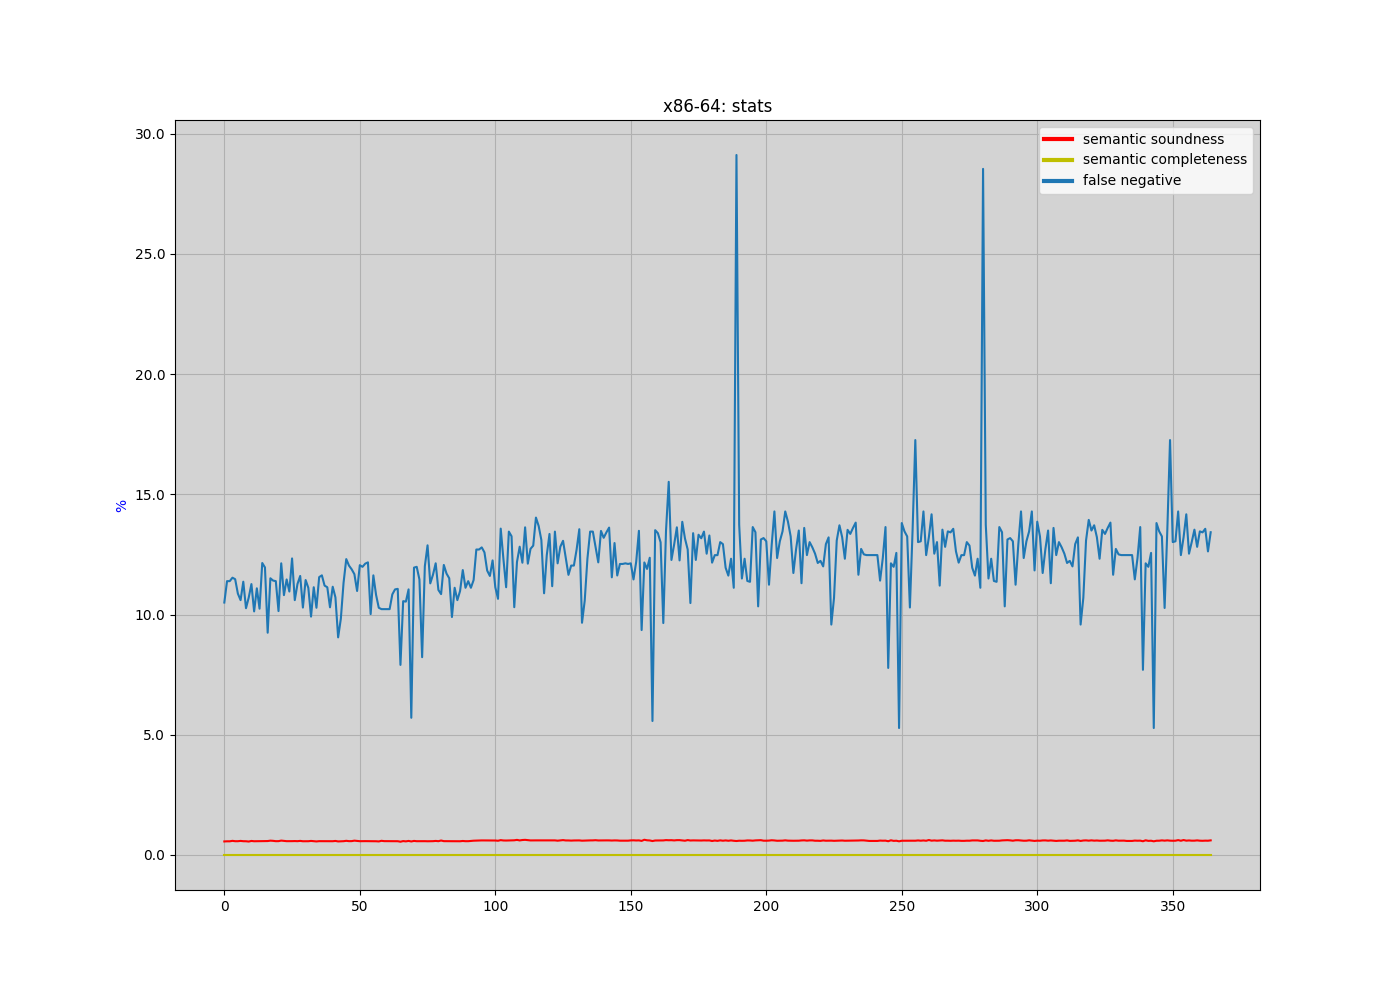 x86-64: stats
semantic soundness
semantic completeness
false negative
%
30.0
25.0
20.0
15.0
10.0
5.0
0.0
0 50 100 150 200 250 300 350